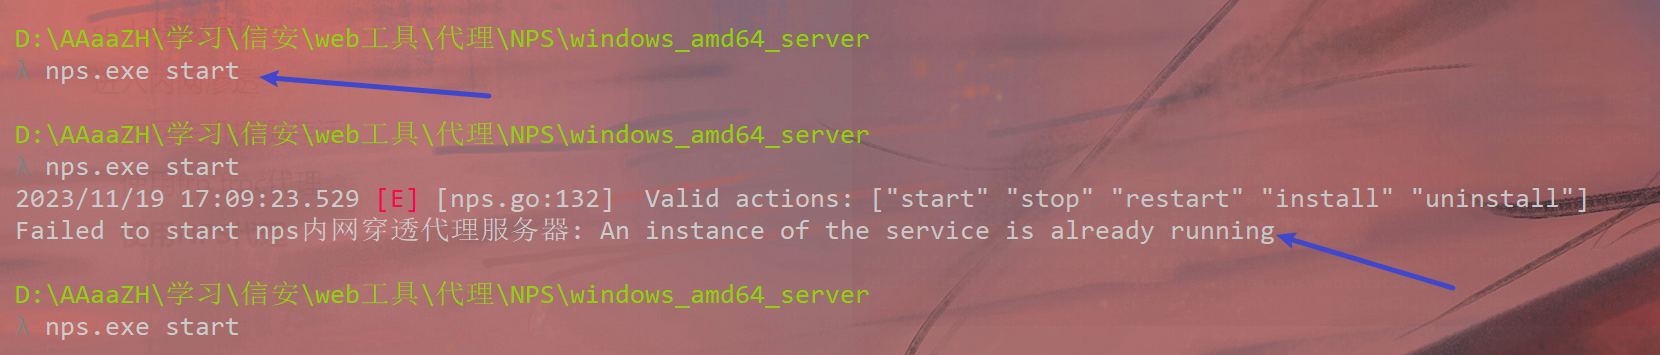 D:\AAaaZH\学习\信安\web工具\代理\NPS\windows_amd64_server
λ nps.exe start
D:\AAaaZH\学习\信安\web工具\代理\NPS\windows_amd64_server
λ nps.exe start
2023/11/19 17:09:23.529 [E] [nps.go:132]  Valid actions: ["start" "stop" "restart" "install" "uninstall"]
Failed to start nps内网穿透代理服务器: An instance of the service is already running
D:\AAaaZH\学习\信安\web工具\代理\NPS\windows_amd64_server
λ nps.exe start